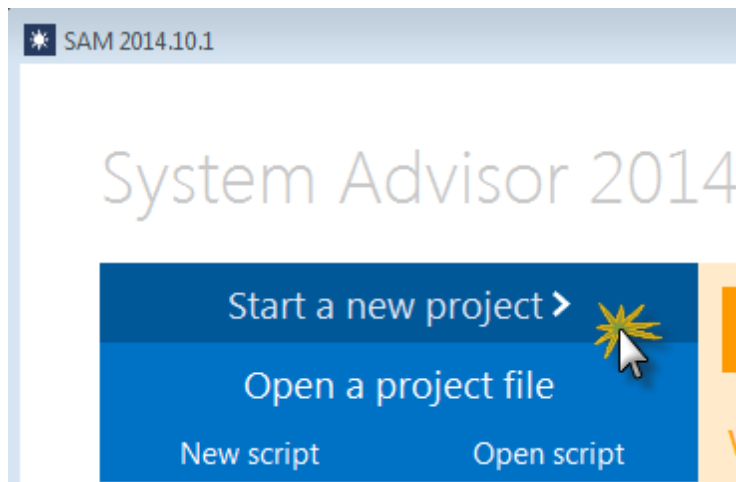 SAM 2014.10.1
System Advisor 2014
Start a new project >
Open a project file
New script Open script